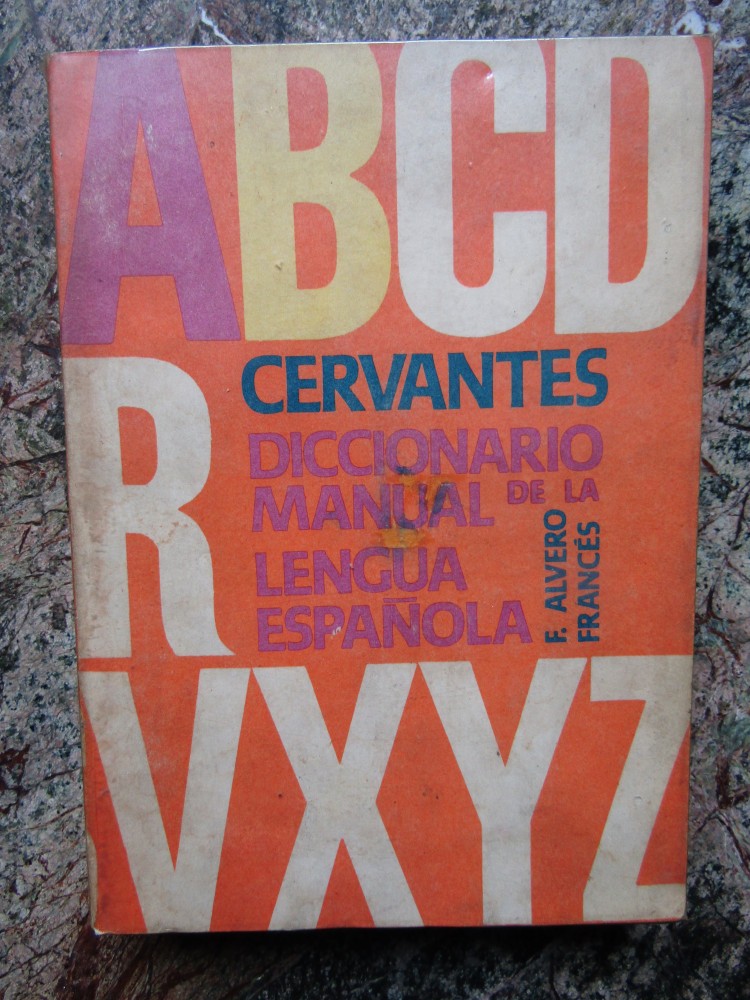 ABCD
R
CERVANTES
DICCIONARIO
MANUAL DE LA
LENGUA
ESPAÑOLA
F. ALVERO
FRANCÉS
VXYZ